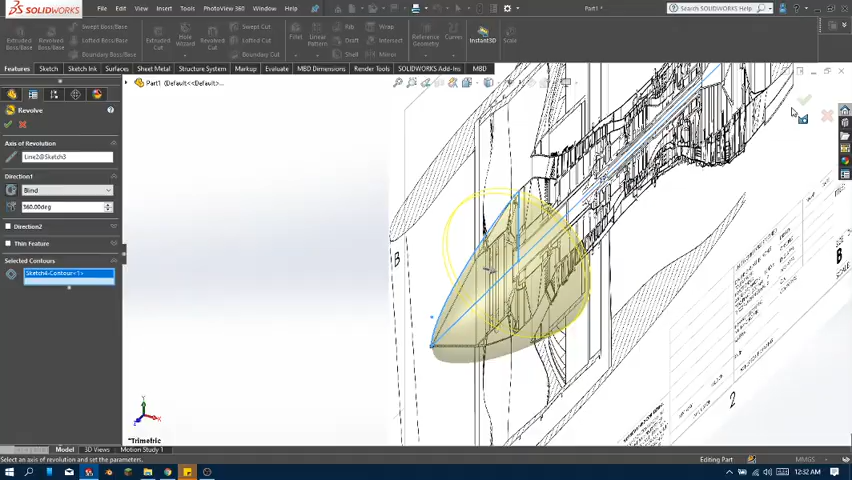 SOLIDWORKS
File Edit View Insert Tools PhotoView 360 Window
Part1 *
Search SOLIDWORKS Help
Extruded Boss/Base
Revolved Boss/Base
Swept Boss/Base
Lofted Boss/Base
Boundary Boss/Base
Extruded Cut
Hole Wizard
Revolved Cut
Swept Cut
Lofted Cut
Boundary Cut
Fillet
Linear Pattern
Rib
Draft
Shell
Wrap
Intersect
Mirror
Reference Geometry
Curves
Instant3D
Scale
Features Sketch Sketch Ink Surfaces Sheet Metal Structure System Markup Evaluate MBD Dimensions Render Tools SOLIDWORKS Add-Ins MBD
Part1 (Default<<Default>...
Revolve
Axis of Revolution
Line2@Sketch3
Direction1
Blind
360.00deg
Direction2
Thin Feature
Selected Contours
Sketch4-Contour<1>
B
B
SCALE
2
*Trimetric
Model 3D Views Motion Study 1
Select an axis of revolution and set the parameters.
Editing Part
MMGS
12:32 AM